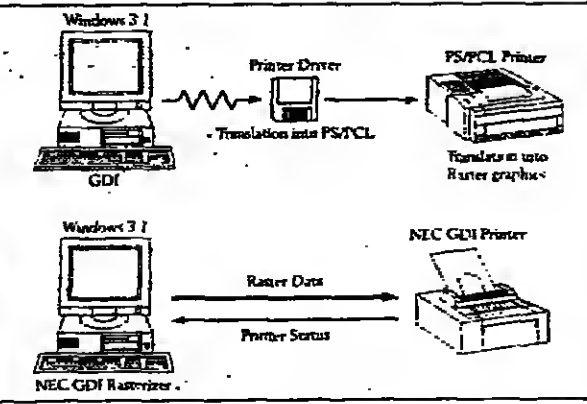 Windows 3.1
Printer Driver
PS/PCL Printer
Translation into PS/PCL
Translation into
Raster graphics
GDI
Windows 3.1
NEC GDI Printer
Raster Data
Printer Status
NEC GDI Rasterizer